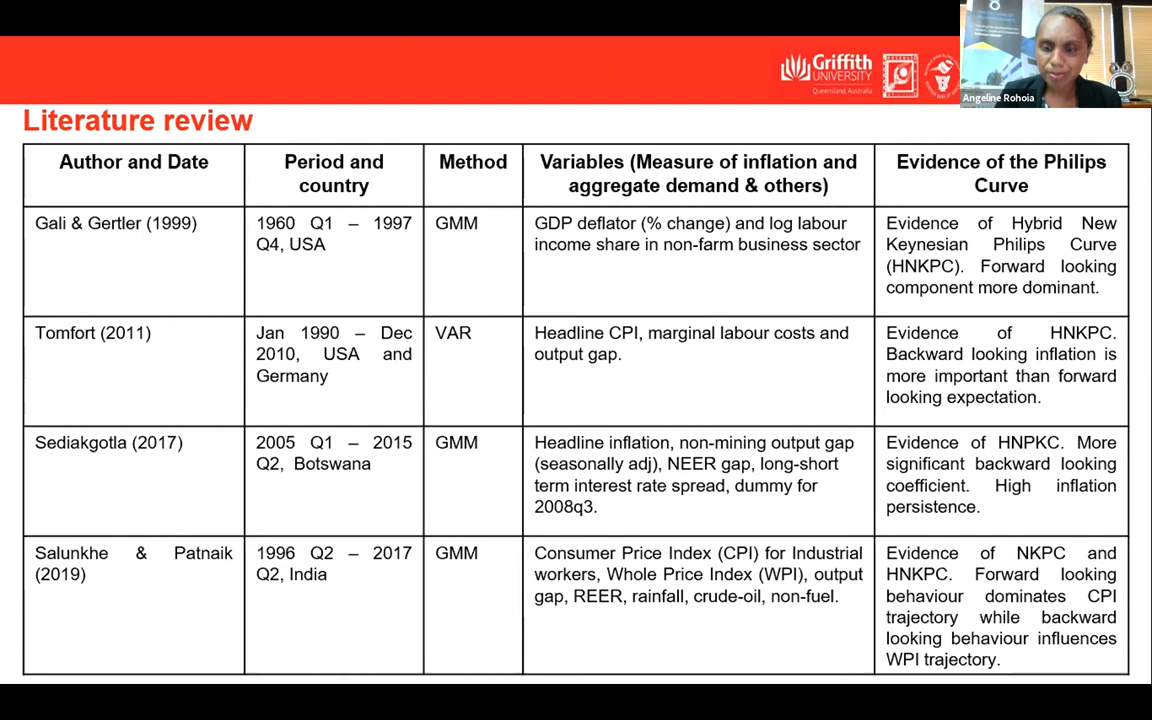 Griffith
UNIVERSITY
Queensland, Australia
Angeline Rohoia
Literature review
Author and Date
Period and
country
Method
Variables (Measure of inflation and
aggregate demand & others)
Evidence of the Philips
Curve
Gali & Gertler (1999)
1960 Q1 – 1997
Q4, USA
GMM
GDP deflator (% change) and log labour
income share in non-farm business sector
Evidence of Hybrid New
Keynesian Philips Curve
(HNKPC). Forward looking
component more dominant.
Tomfort (2011)
Jan 1990 – Dec
2010, USA and
Germany
VAR
Headline CPI, marginal labour costs and
output gap.
Evidence of HNKPC.
Backward looking inflation is
more important than forward
looking expectation.
Sediakgotla (2017)
2005 Q1 – 2015
Q2, Botswana
GMM
Headline inflation, non-mining output gap
(seasonally adj), NEER gap, long-short
term interest rate spread, dummy for
2008q3.
Evidence of HNPKC. More
significant backward looking
coefficient. High inflation
persistence.
Salunkhe & Patnaik
(2019)
1996 Q2 – 2017
Q2, India
GMM
Consumer Price Index (CPI) for Industrial
workers, Whole Price Index (WPI), output
gap, REER, rainfall, crude-oil, non-fuel.
Evidence of NKPC and
HNKPC. Forward looking
behaviour dominates CPI
trajectory while backward
looking behaviour influences
WPI trajectory.